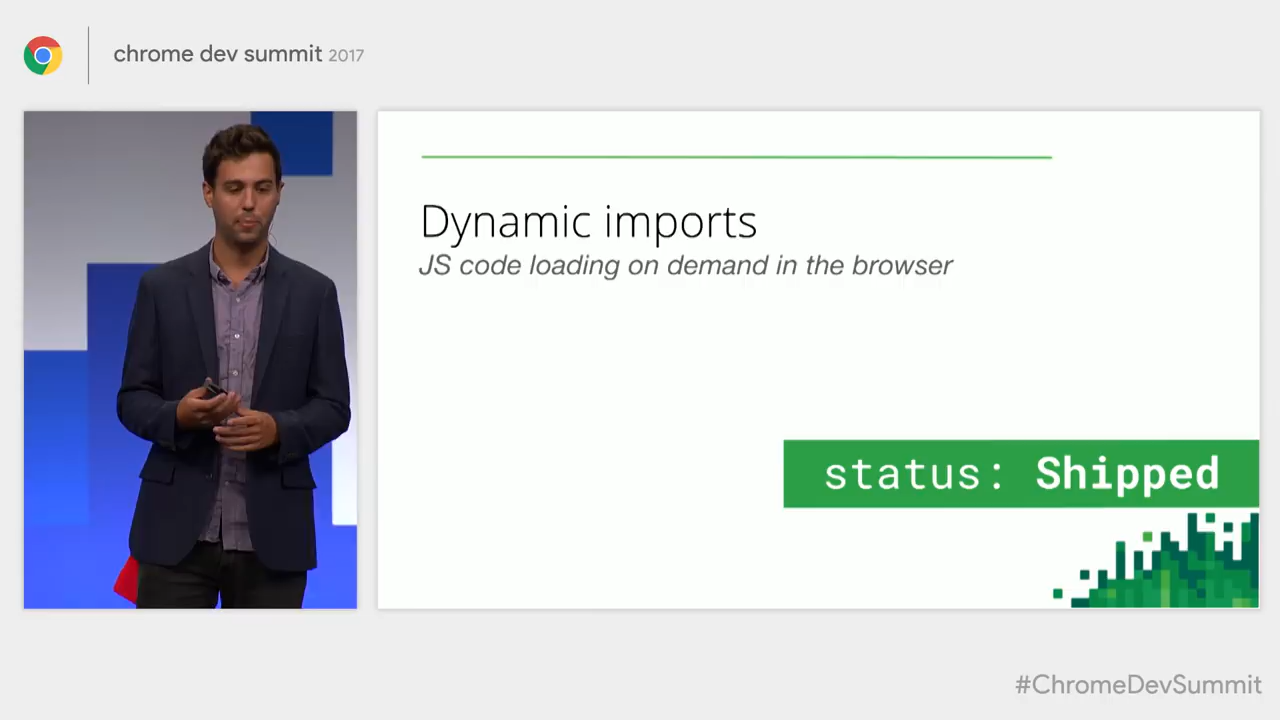 chrome dev summit 2017
Dynamic imports
JS code loading on demand in the browser
status: Shipped
#ChromeDevSummit